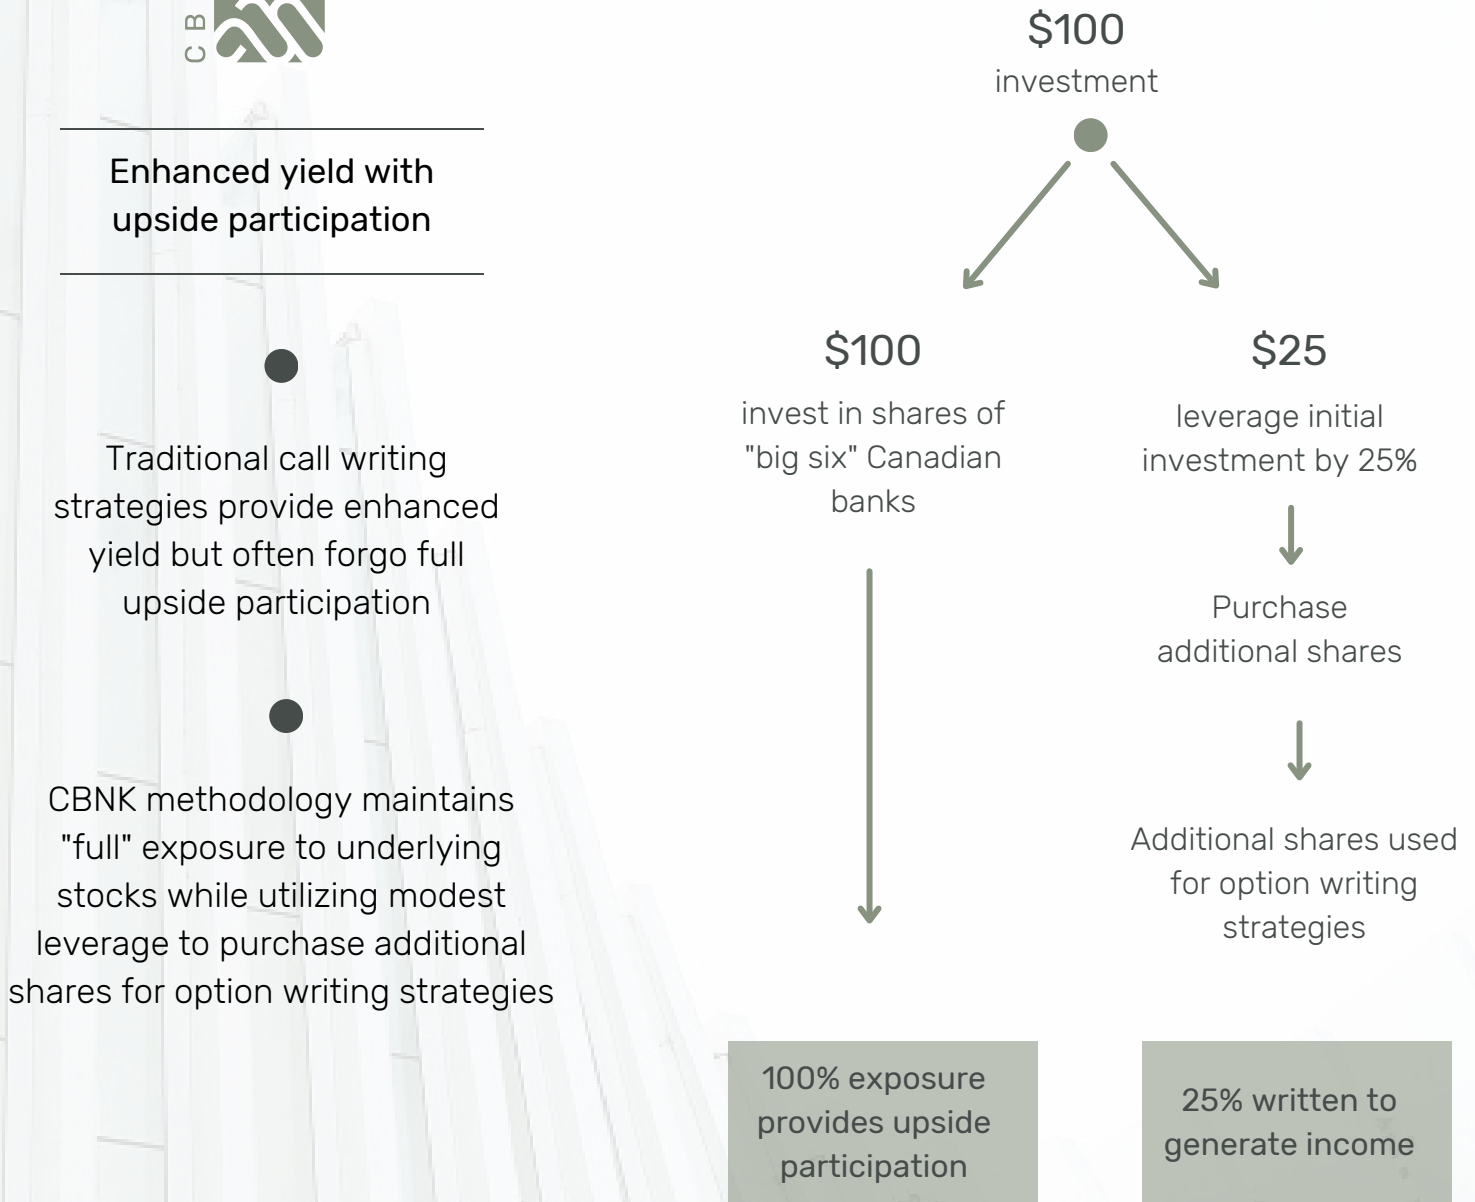 CB
Enhanced yield with
upside participation
Traditional call writing
strategies provide enhanced
yield but often forgo full
upside participation
CBNK methodology maintains
"full" exposure to underlying
stocks while utilizing modest
leverage to purchase additional
shares for option writing strategies
$100
investment
$100
invest in shares of
"big six" Canadian
banks
100% exposure
provides upside
participation
$25
leverage initial
investment by 25%
Purchase
additional shares
Additional shares used
for option writing
strategies
25% written to
generate income